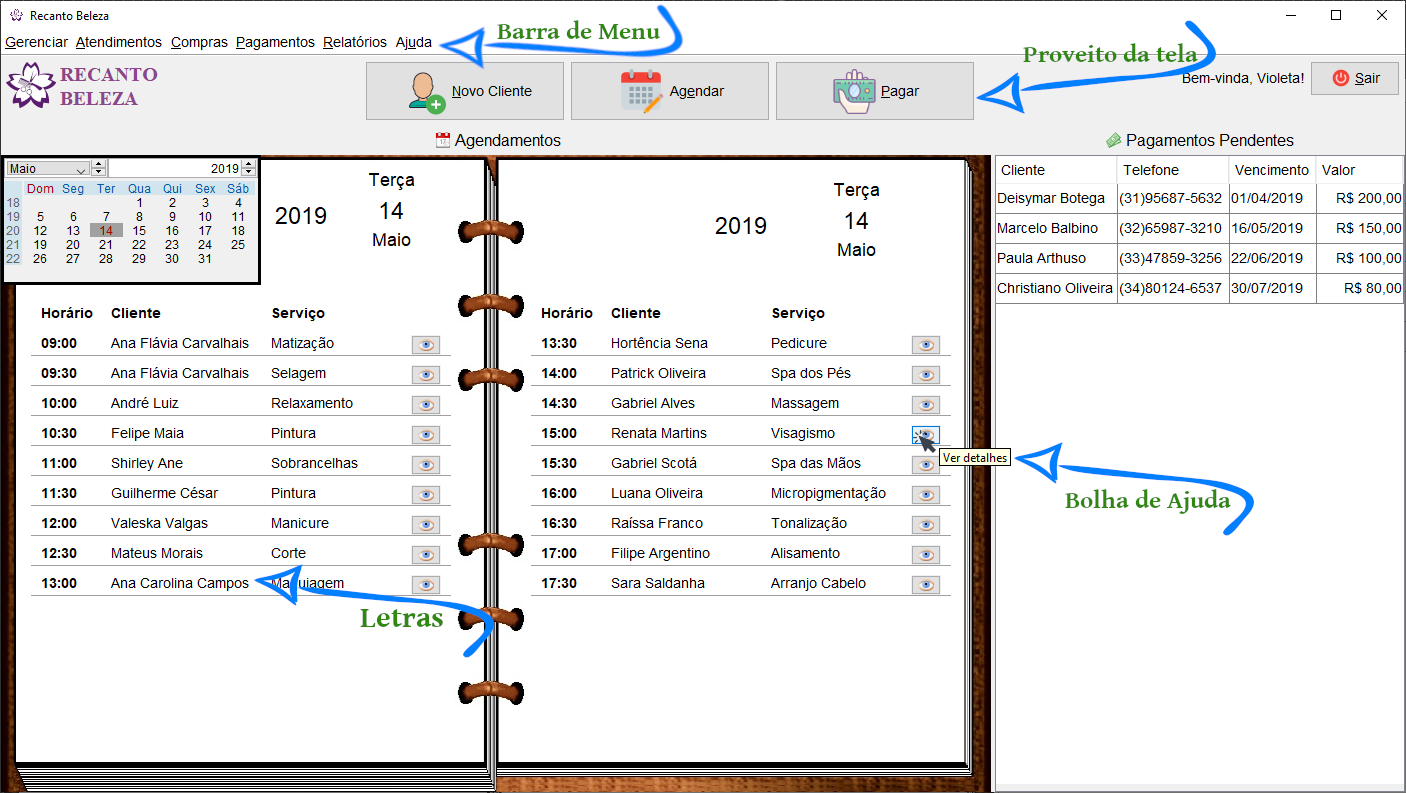 Recanto Beleza
Gerenciar Atendimentos Compras Pagamentos Relatórios Ajuda
Barra de Menu
Proveito da tela
RECANTO
BELEZA
Novo Cliente
Agendar
Pagar
Bem-vinda, Violeta!
Sair
Agendamentos
Pagamentos Pendentes
Maio 2019
Dom Seg Ter Qua Qui Sex Sáb
18 1 2 3 4
19 5 6 7 8 9 10 11
20 12 13 14 15 16 17 18
21 19 20 21 22 23 24 25
22 26 27 28 29 30 31
2019
Terça
14
Maio
Horário Cliente Serviço
09:00 Ana Flávia Carvalhais Matização
09:30 Ana Flávia Carvalhais Selagem
10:00 André Luiz Relaxamento
10:30 Felipe Maia Pintura
11:00 Shirley Ane Sobrancelhas
11:30 Guilherme César Pintura
12:00 Valeska Valgas Manicure
12:30 Mateus Morais Corte
13:00 Ana Carolina Campos Maquiagem
Letras
2019
Terça
14
Maio
Horário Cliente Serviço
13:30 Hortência Sena Pedicure
14:00 Patrick Oliveira Spa dos Pés
14:30 Gabriel Alves Massagem
15:00 Renata Martins Visagismo
Ver detalhes
15:30 Gabriel Scotá Spa das Mãos
16:00 Luana Oliveira Micropigmentação
16:30 Raíssa Franco Tonalização
17:00 Filipe Argentino Alisamento
17:30 Sara Saldanha Arranjo Cabelo
Cliente Telefone Vencimento Valor
Deisymar Botega (31)95687-5632 01/04/2019 R$ 200,00
Marcelo Balbino (32)65987-3210 16/05/2019 R$ 150,00
Paula Arthuso (33)47859-3256 22/06/2019 R$ 100,00
Christiano Oliveira (34)80124-6537 30/07/2019 R$ 80,00
Bolha de Ajuda